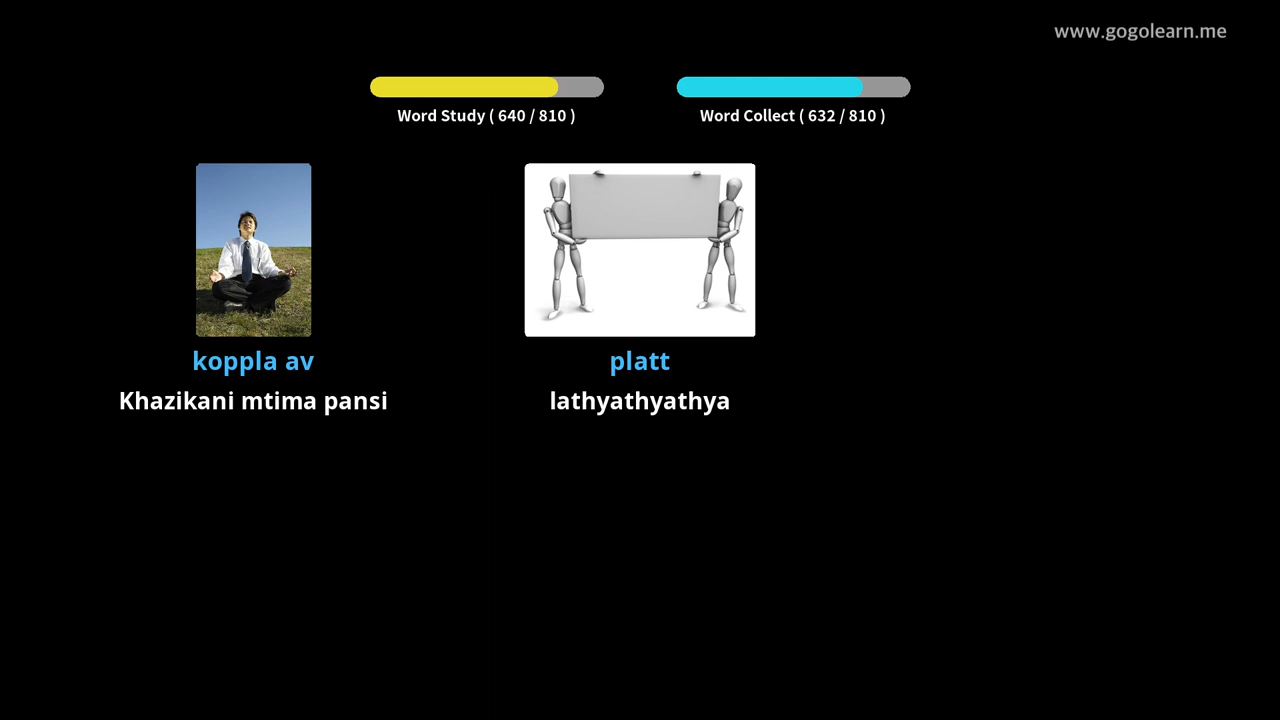 www.gogolearn.me
Word Study ( 640 / 810 )
Word Collect ( 632 / 810 )
koppla av
Khazikani mtima pansi
platt
lathyathyathya